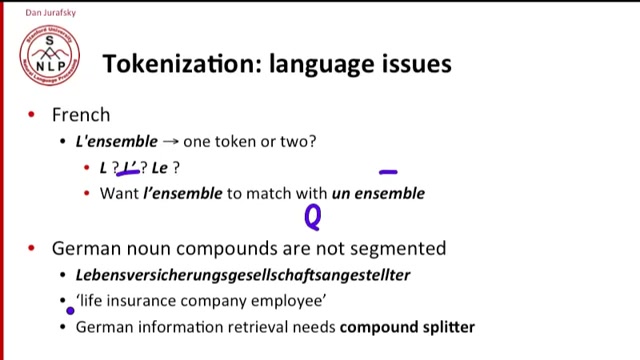 Dan Jurafsky
Stanford University
S
N L P
Natural Language Processing
Tokenization: language issues
• French
• L'ensemble → one token or two?
• L ? L' ? Le ?
• Want l'ensemble to match with un ensemble
Q
• German noun compounds are not segmented
• Lebensversicherungsgesellschaftsangestellter
• 'life insurance company employee'
• German information retrieval needs compound splitter